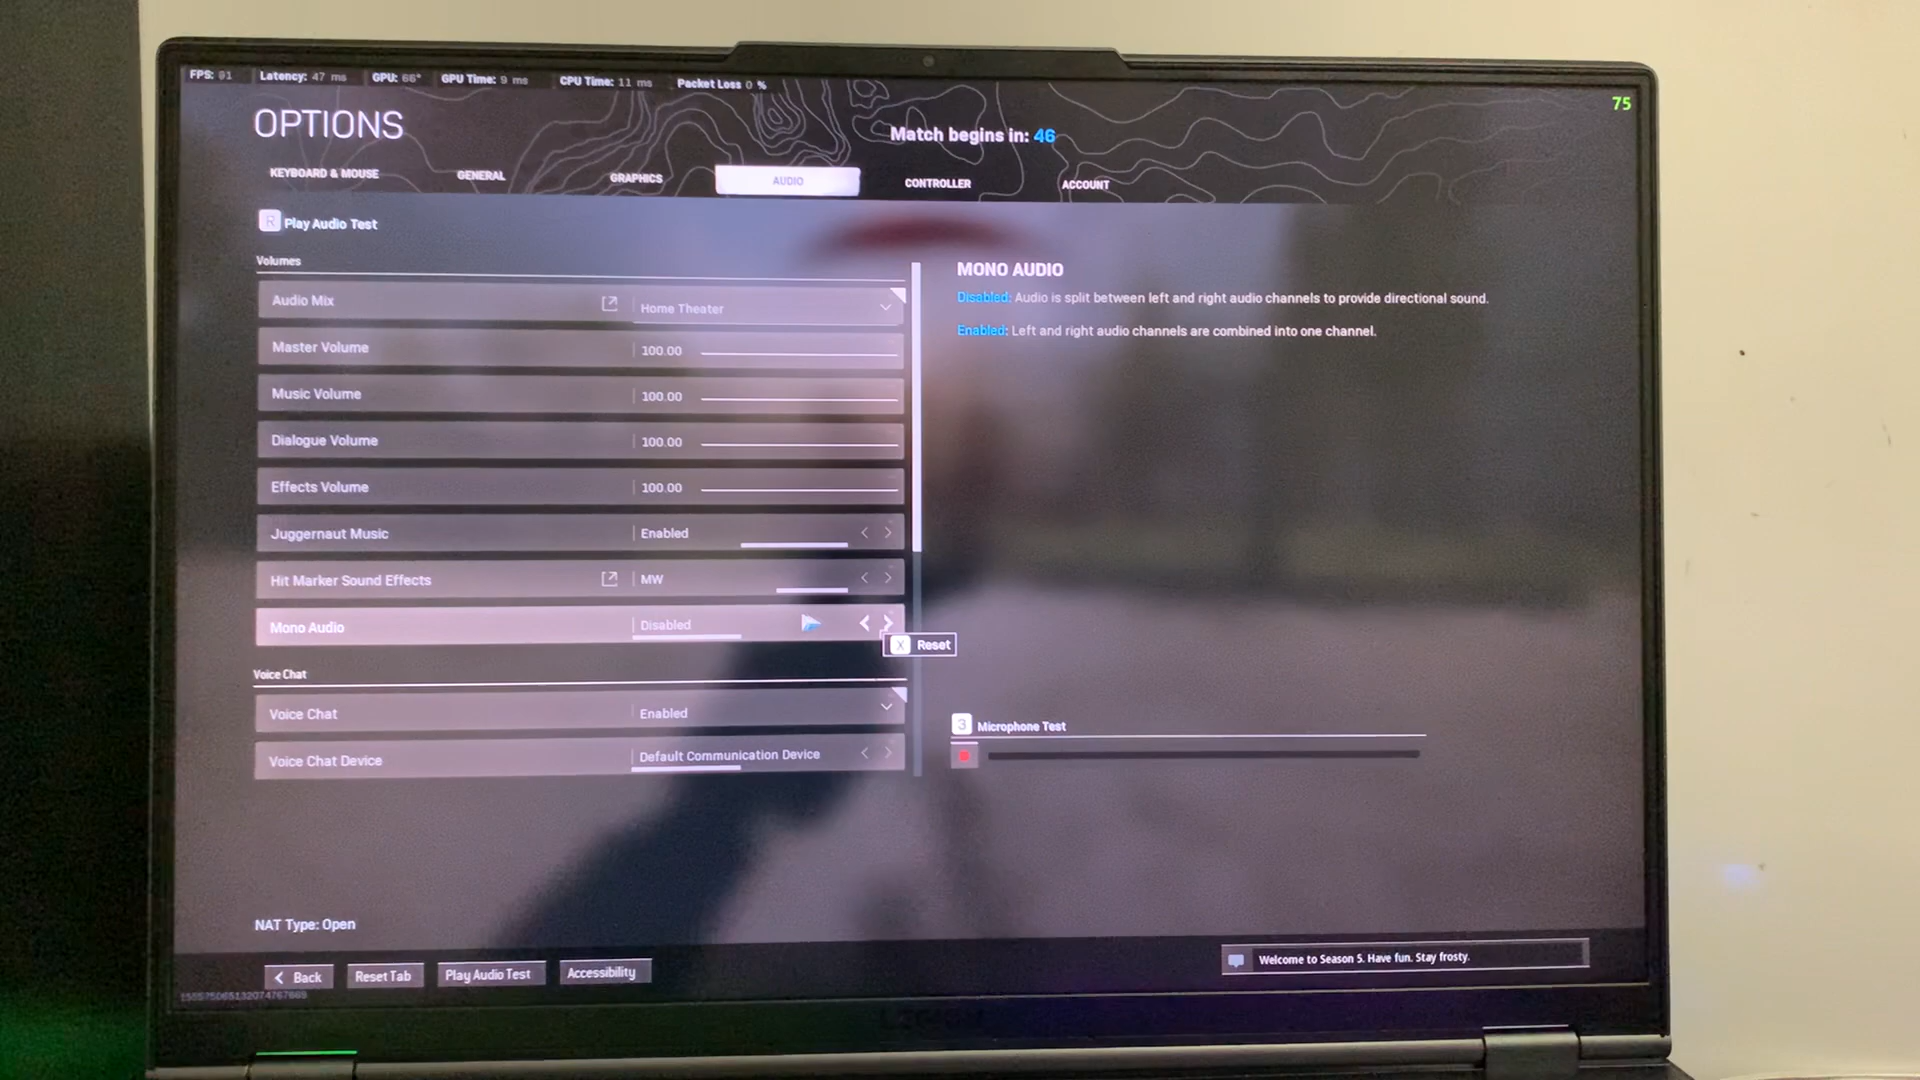 FPS: 91 Latency: 47 ms GPU: 66° GPU Time: 9 ms CPU Time: 11 ms Packet Loss 0 %
75
OPTIONS
Match begins in: 46
KEYBOARD & MOUSE GENERAL GRAPHICS AUDIO CONTROLLER ACCOUNT
R Play Audio Test
Volumes
Audio Mix Home Theater
Master Volume 100.00
Music Volume 100.00
Dialogue Volume 100.00
Effects Volume 100.00
Juggernaut Music Enabled
Hit Marker Sound Effects MW
Mono Audio Disabled
X Reset
Voice Chat
Voice Chat Enabled
Voice Chat Device Default Communication Device
MONO AUDIO
Disabled: Audio is split between left and right audio channels to provide directional sound.
Enabled: Left and right audio channels are combined into one channel.
3 Microphone Test
NAT Type: Open
Back Reset Tab Play Audio Test Accessibility
Welcome to Season 5. Have fun. Stay frosty.
LEGION